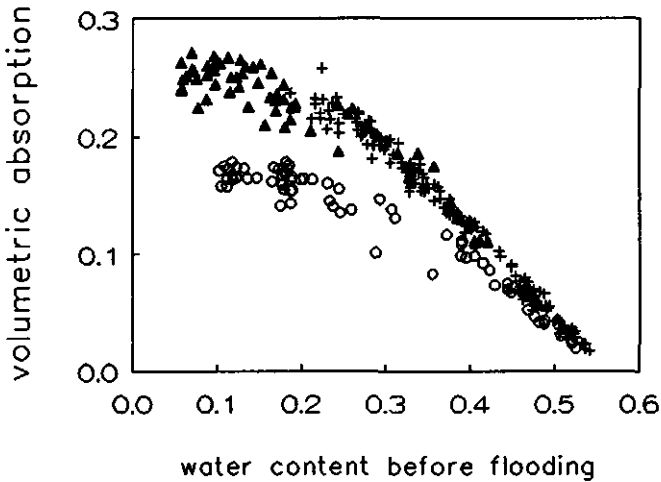 volumetric absorption
0.3
0.2
0.1
0.0
0.0 0.1 0.2 0.3 0.4 0.5 0.6
water content before flooding